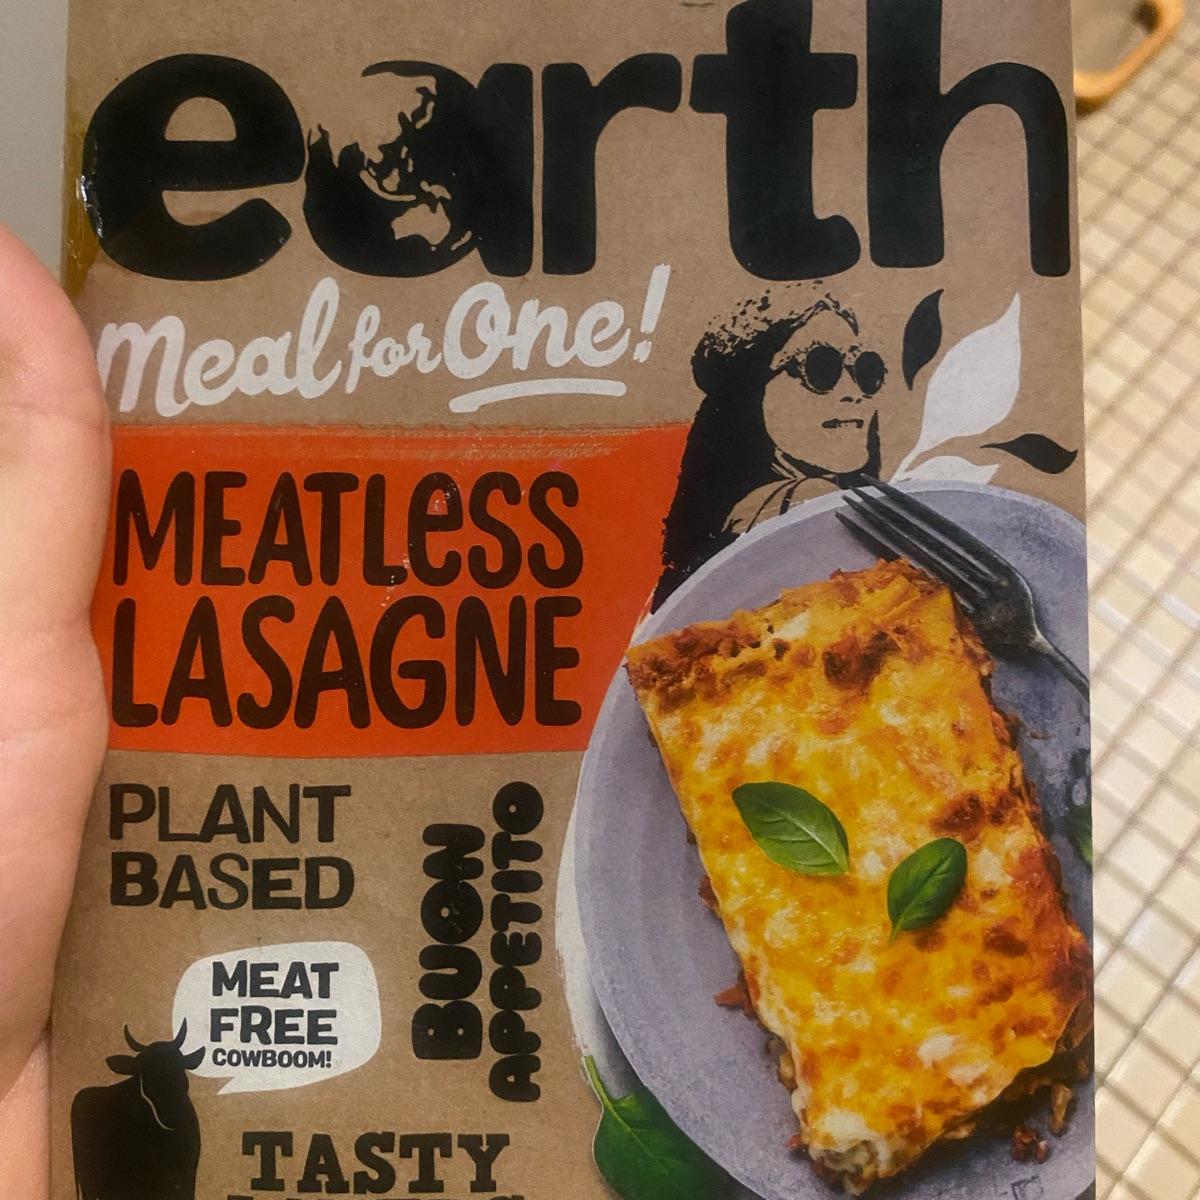 earth
Meal for One!
MEATLESS
LASAGNE
PLANT
BASED
BUON
APPETITO
MEAT
FREE
COWBOOM!
TASTY